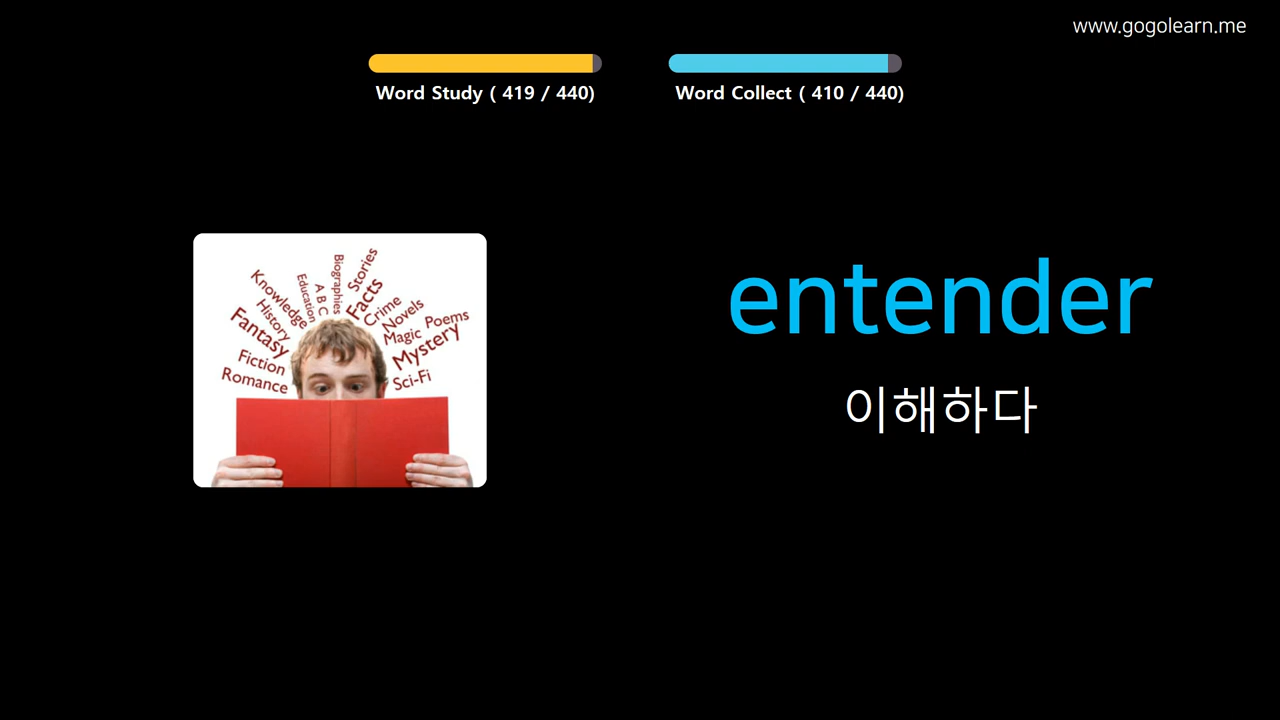 www.gogolearn.me
Word Study ( 419 / 440)
Word Collect ( 410 / 440)
Knowledge
History
Fantasy
Fiction
Romance
Education
A B C
Biographies
Stories
Facts
Crime
Novels
Magic
Poems
Mystery
Sci-Fi
entender
이해하다